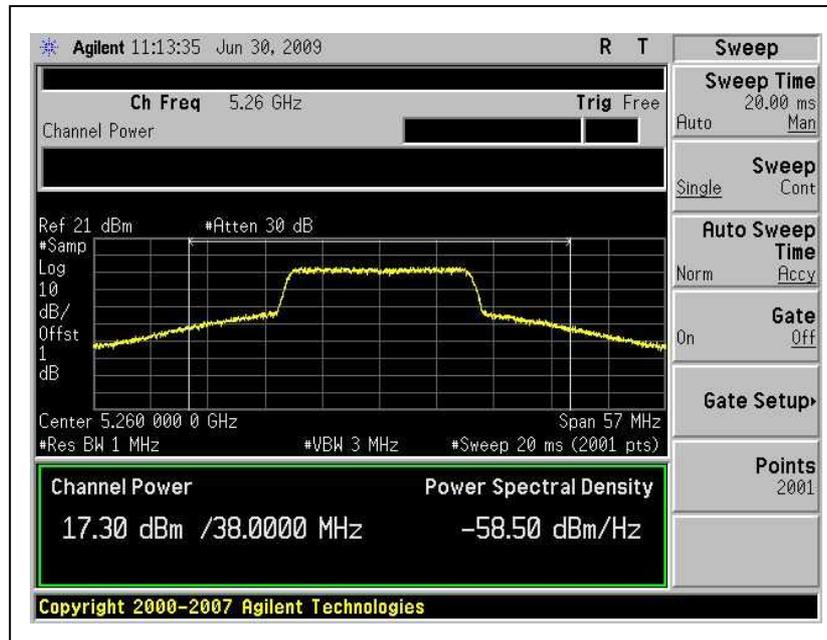 Agilent 11:13:35 Jun 30, 2009 R T
Ch Freq 5.26 GHz Trig Free
Channel Power
Ref 21 dBm #Atten 30 dB
#Samp
Log
10
dB/
Offst
1
dB
Center 5.260 000 0 GHz Span 57 MHz
#Res BW 1 MHz #VBW 3 MHz #Sweep 20 ms (2001 pts)
Channel Power Power Spectral Density
17.30 dBm /38.0000 MHz -58.50 dBm/Hz
Copyright 2000-2007 Agilent Technologies
Sweep
Sweep Time
20.00 ms
Auto Man
Sweep
Single Cont
Auto Sweep
Time
Norm Accy
Gate
On Off
Gate Setup
Points
2001